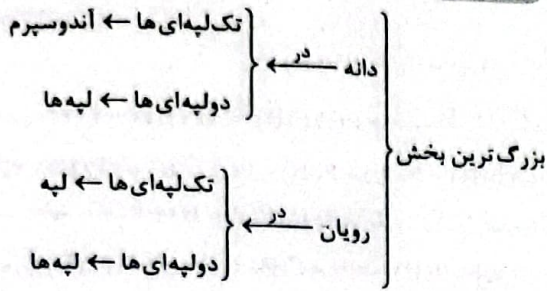 تک‌لپه‌ای‌ها ← آندوسپرم
دانه در ←
دولپه‌ای‌ها ← لپه‌ها
بزرگ‌ترین بخش
تک‌لپه‌ای‌ها ← لپه
رویان در ←
دولپه‌ای‌ها ← لپه‌ها